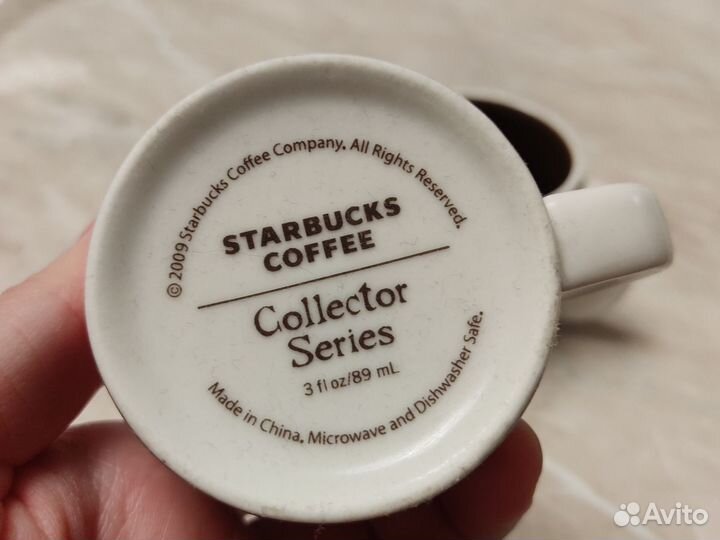 © 2009 Starbucks Coffee Company. All Rights Reserved.
STARBUCKS
COFFEE
Collector
Series
3 fl oz/89 mL
Made in China. Microwave and Dishwasher Safe.
Avito